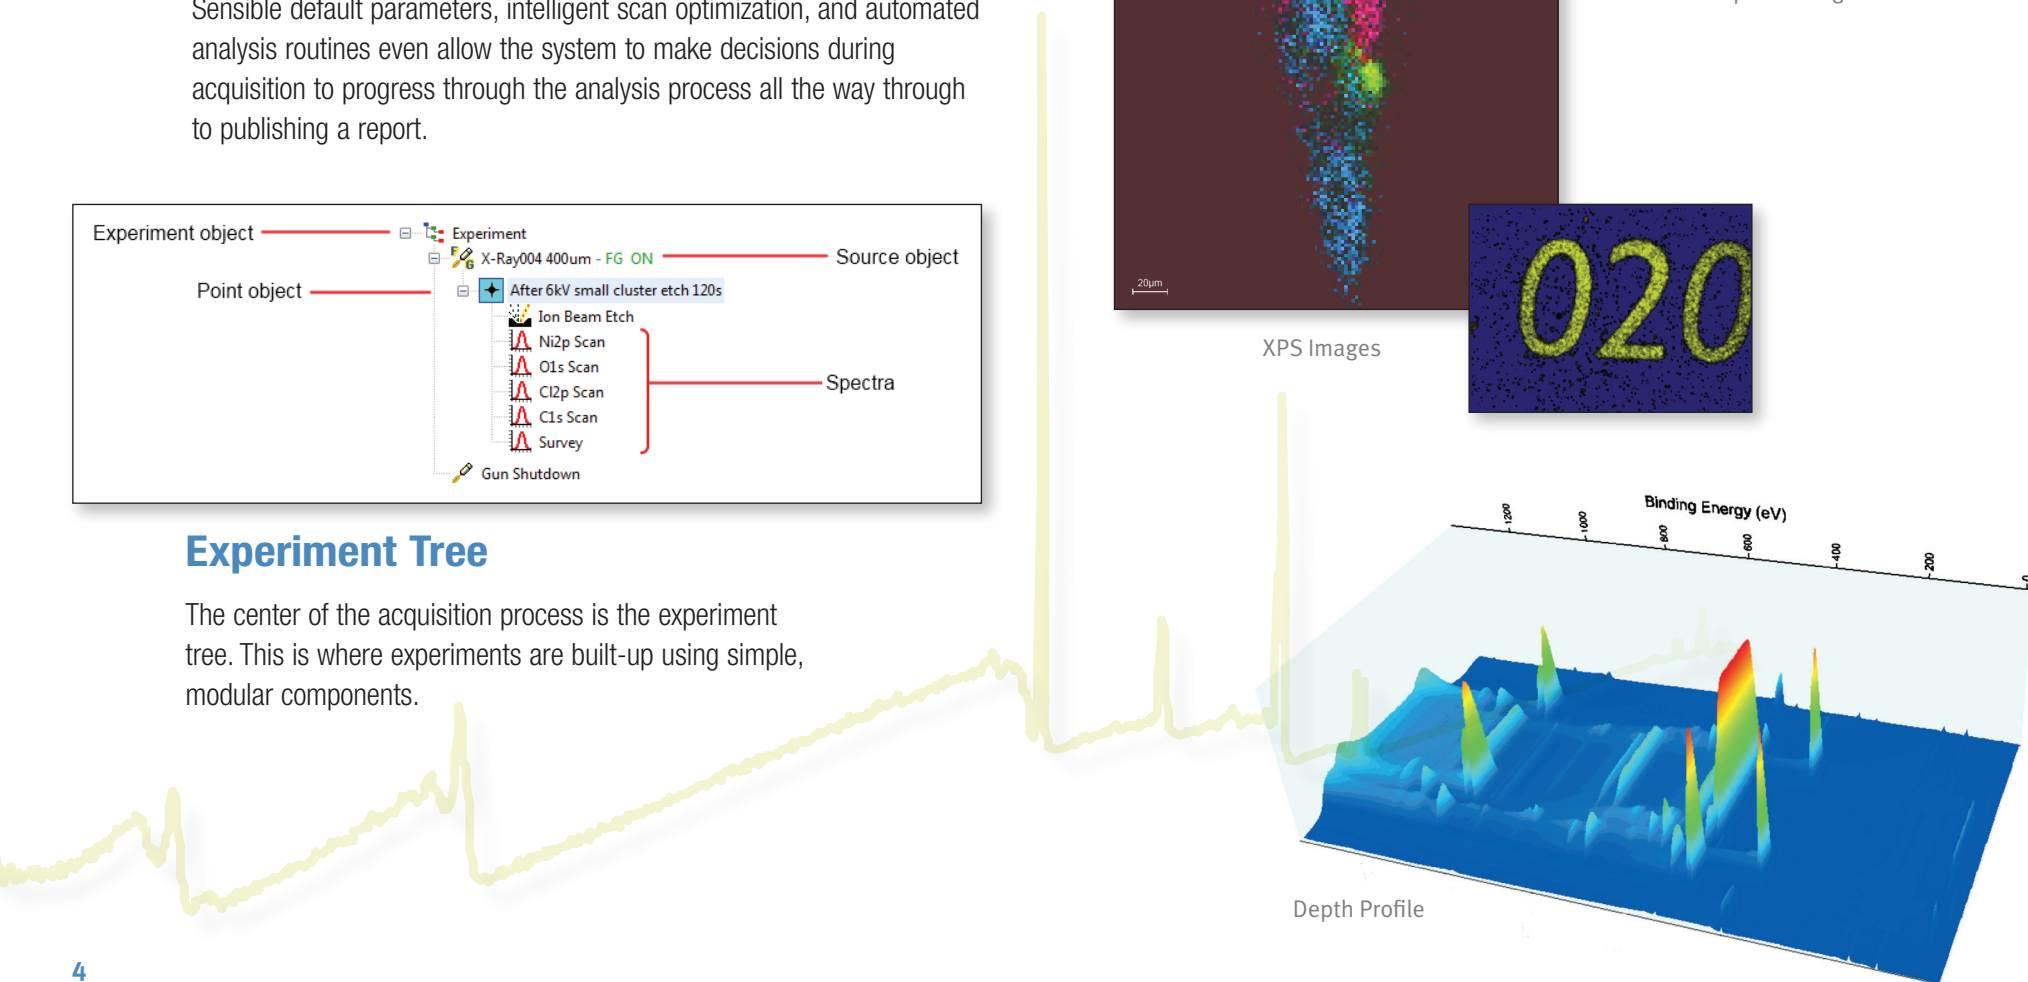 Sensible default parameters, intelligent scan optimization, and automated
analysis routines even allow the system to make decisions during
acquisition to progress through the analysis process all the way through
to publishing a report.
Experiment object
Experiment
X-Ray004 400um - FG ON
Source object
Point object
After 6kV small cluster etch 120s
Ion Beam Etch
Ni2p Scan
O1s Scan
Cl2p Scan
C1s Scan
Survey
Spectra
Gun Shutdown
Experiment Tree
The center of the acquisition process is the experiment
tree. This is where experiments are built-up using simple,
modular components.
20µm
020
XPS Images
Binding Energy (eV)
1200
1000
800
600
400
200
0
Depth Profile
4